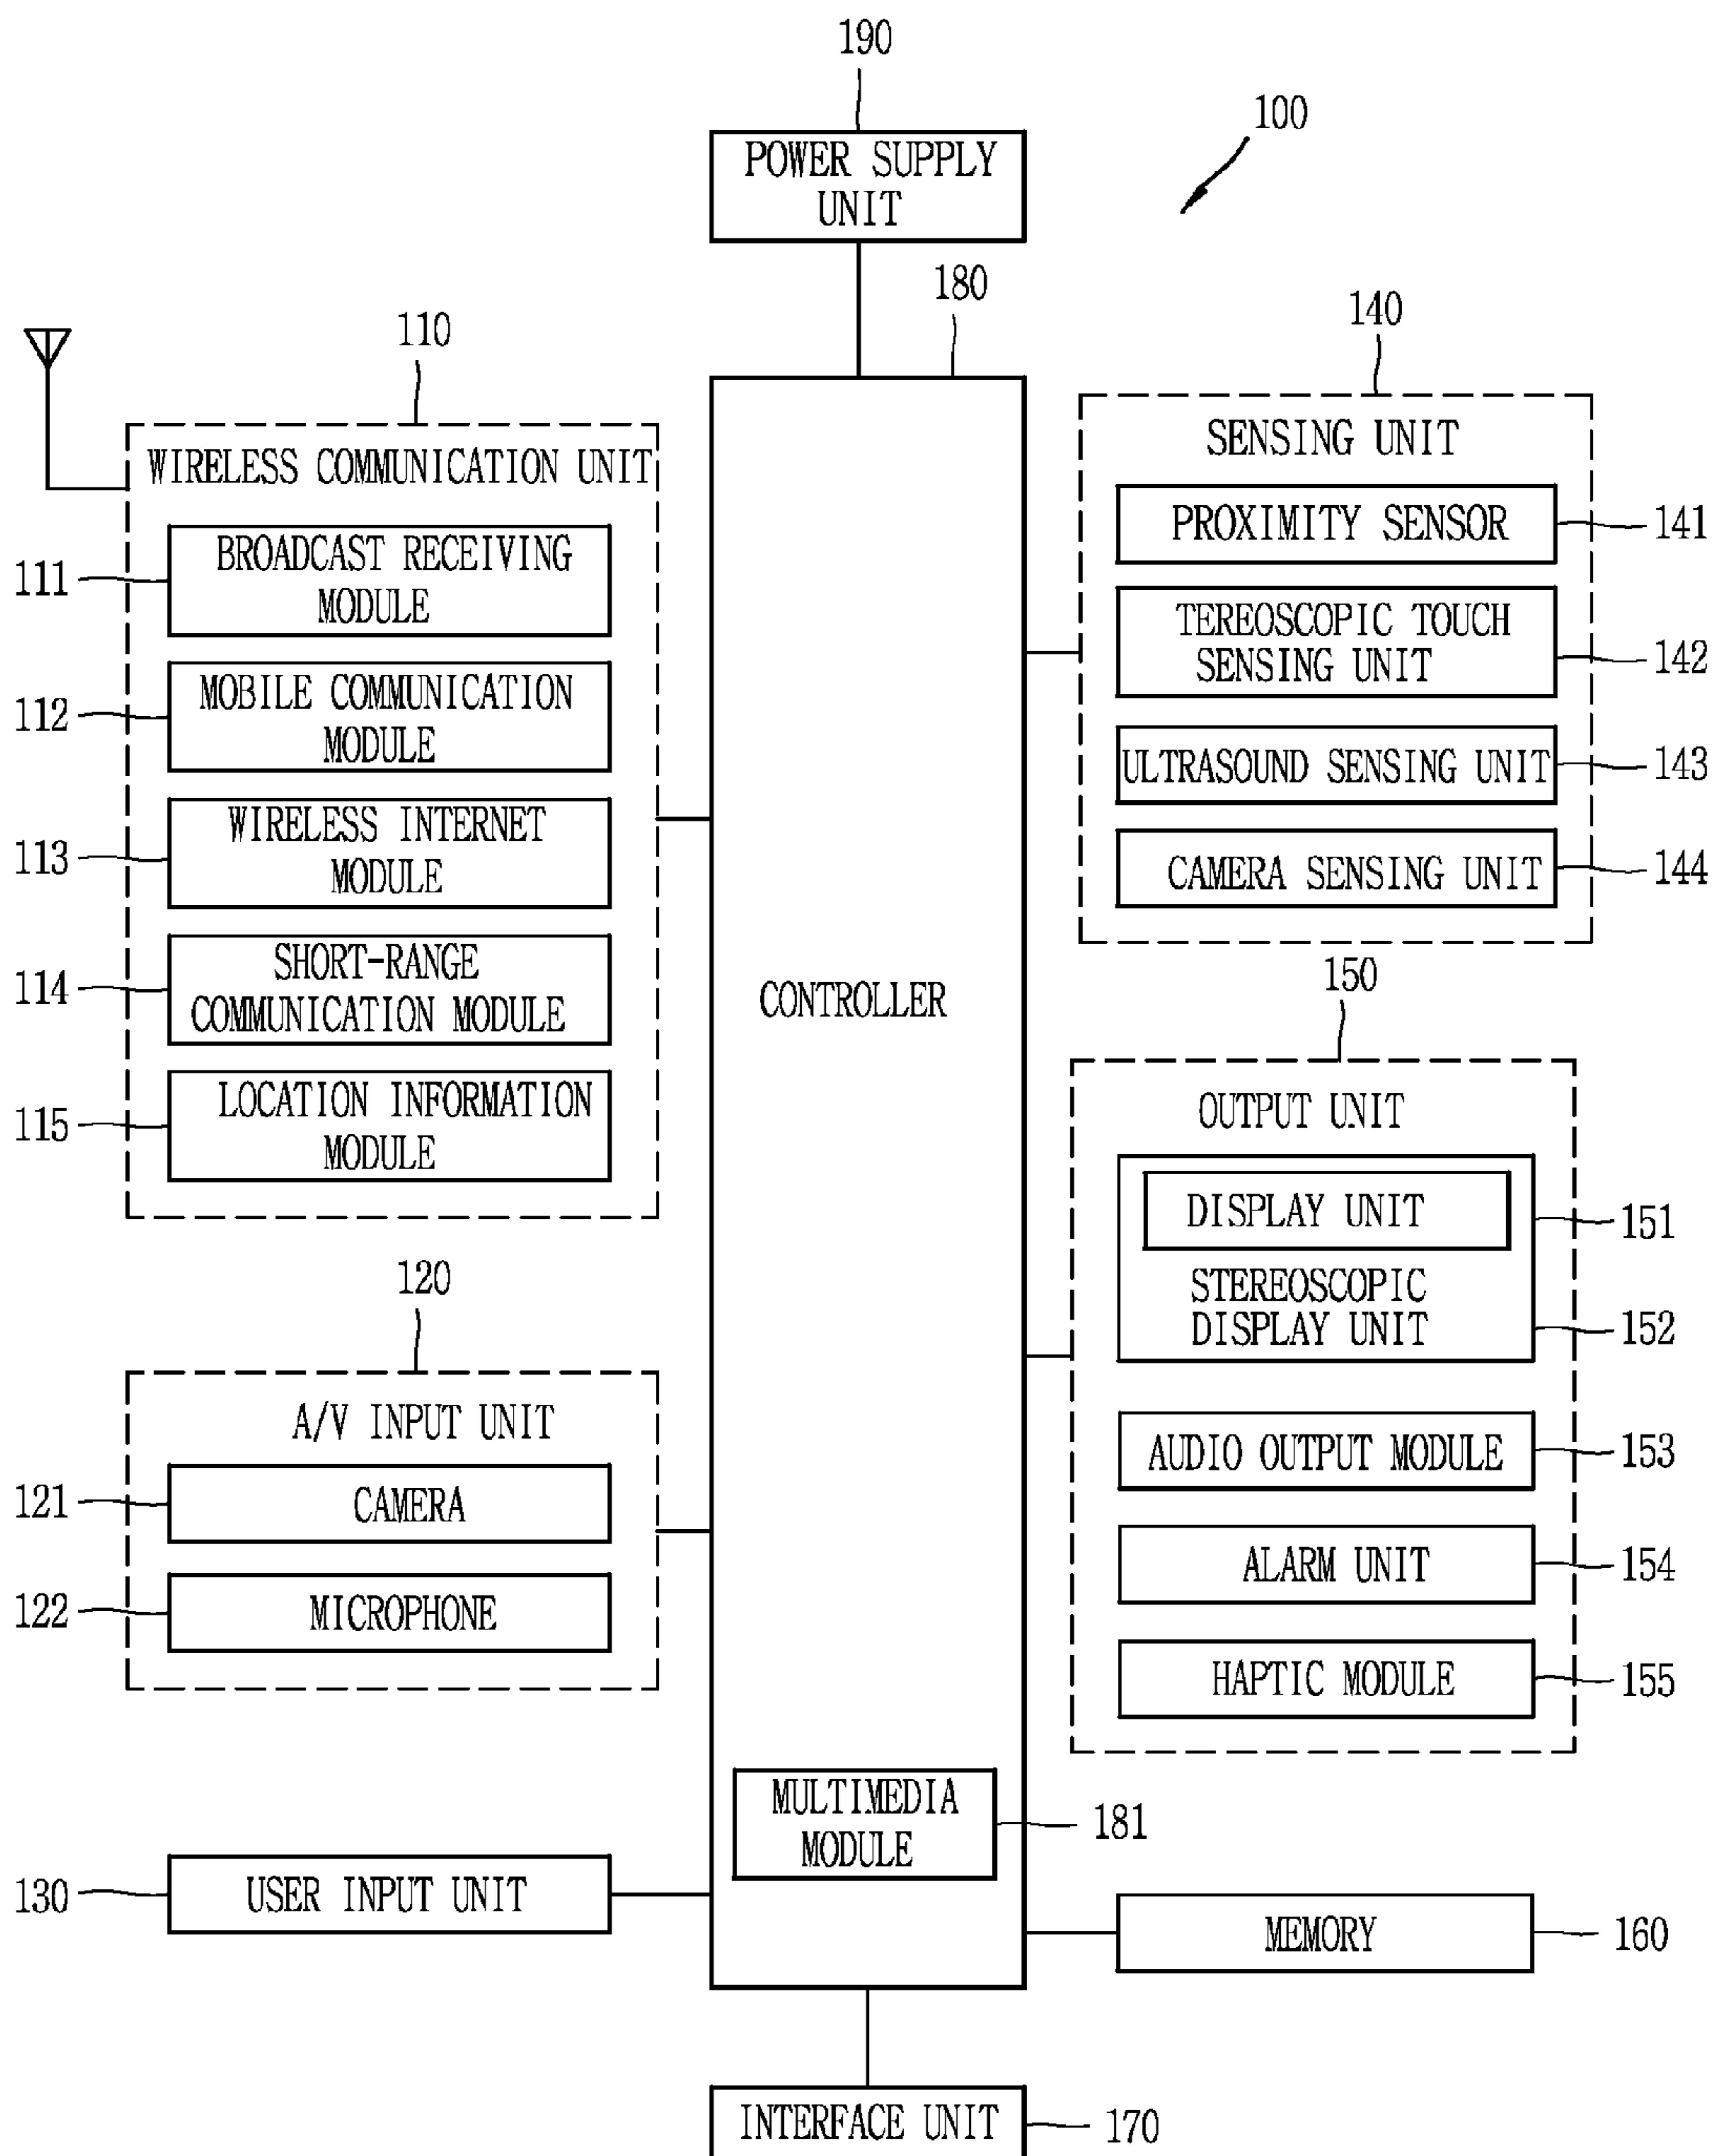 190
100
POWER SUPPLY
UNIT
180
110
WIRELESS COMMUNICATION UNIT
111
BROADCAST RECEIVING
MODULE
112
MOBILE COMMUNICATION
MODULE
113
WIRELESS INTERNET
MODULE
114
SHORT-RANGE
COMMUNICATION MODULE
115
LOCATION INFORMATION
MODULE
120
A/V INPUT UNIT
121
CAMERA
122
MICROPHONE
130
USER INPUT UNIT
CONTROLLER
MULTIMEDIA
MODULE
181
140
SENSING UNIT
PROXIMITY SENSOR
141
TEREOSCOPIC TOUCH
SENSING UNIT
142
ULTRASOUND SENSING UNIT
143
CAMERA SENSING UNIT
144
150
OUTPUT UNIT
DISPLAY UNIT
151
STEREOSCOPIC
DISPLAY UNIT
152
AUDIO OUTPUT MODULE
153
ALARM UNIT
154
HAPTIC MODULE
155
MEMORY
160
INTERFACE UNIT
170